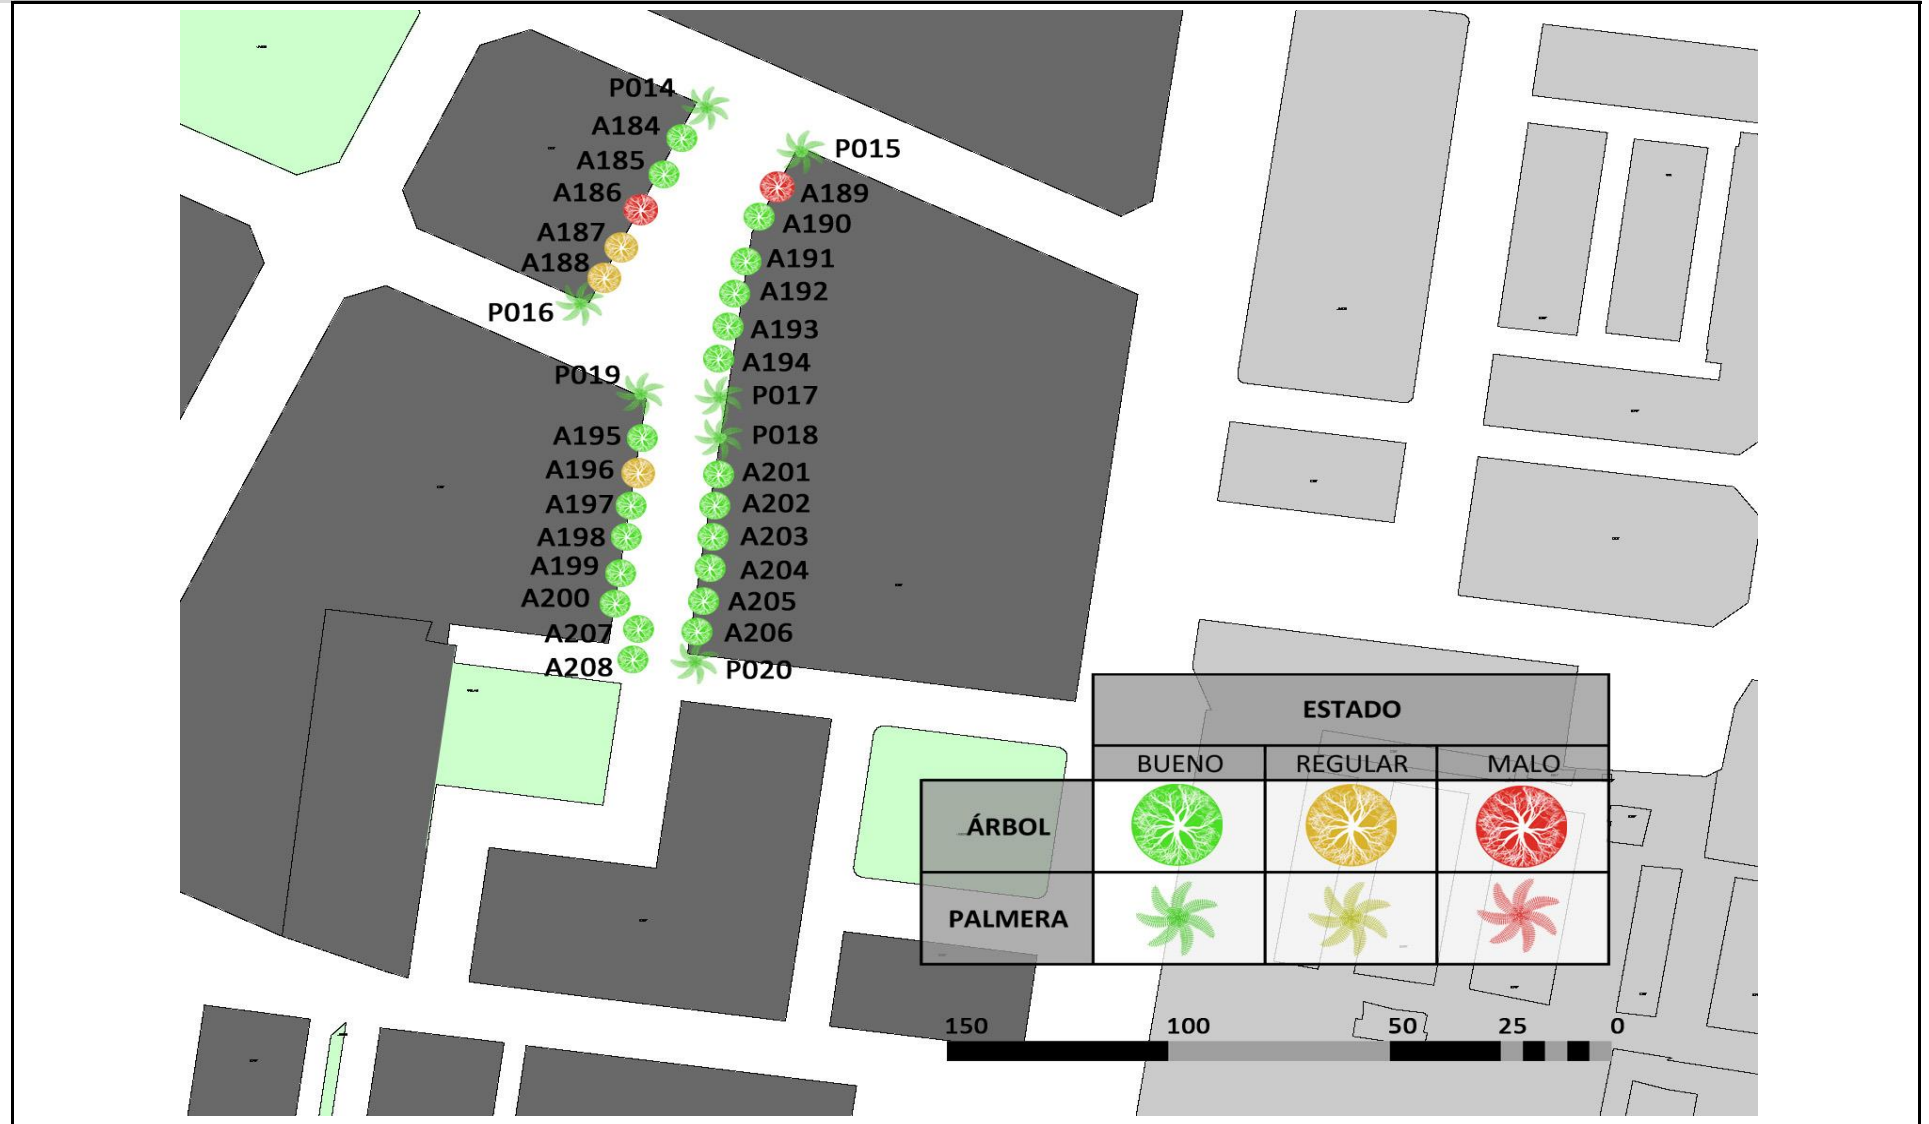 P014
A184
A185
A186
A187
A188
P016
P015
A189
A190
A191
A192
A193
A194
P017
P018
P019
A195
A196
A197
A198
A199
A200
A207
A208
A201
A202
A203
A204
A205
A206
P020
ESTADO
BUENO REGULAR MALO
ÁRBOL
PALMERA
150 100 50 25 0